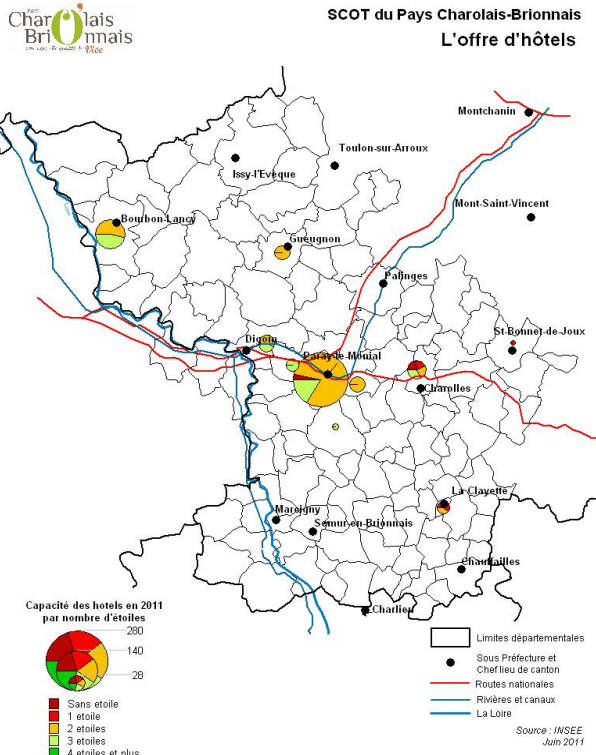 PAYS
Charolais
Brionnais
Vivre
SCOT du Pays Charolais-Brionnais
L'offre d'hôtels
Montchanin
Toulon-sur-Arroux
Issy-l'Eveque
Mont-Saint-Vincent
Bourbon-Lancy
Gueugnon
Palinges
St-Bonnet-de-Joux
Digoin
Paray-le-Monial
Charolles
La Clayette
Marcigny
Semur-en-Brionnais
Chauffailles
Charlieu
Capacité des hotels en 2011
par nombre d'étoiles
280
140
28
Sans etoile
1 etoile
2 etoiles
3 etoiles
4 etoiles et plus
Limites départementales
Sous Préfecture et
Chef lieu de canton
Routes nationales
Rivières et canaux
La Loire
Source : INSEE
Juin 2011